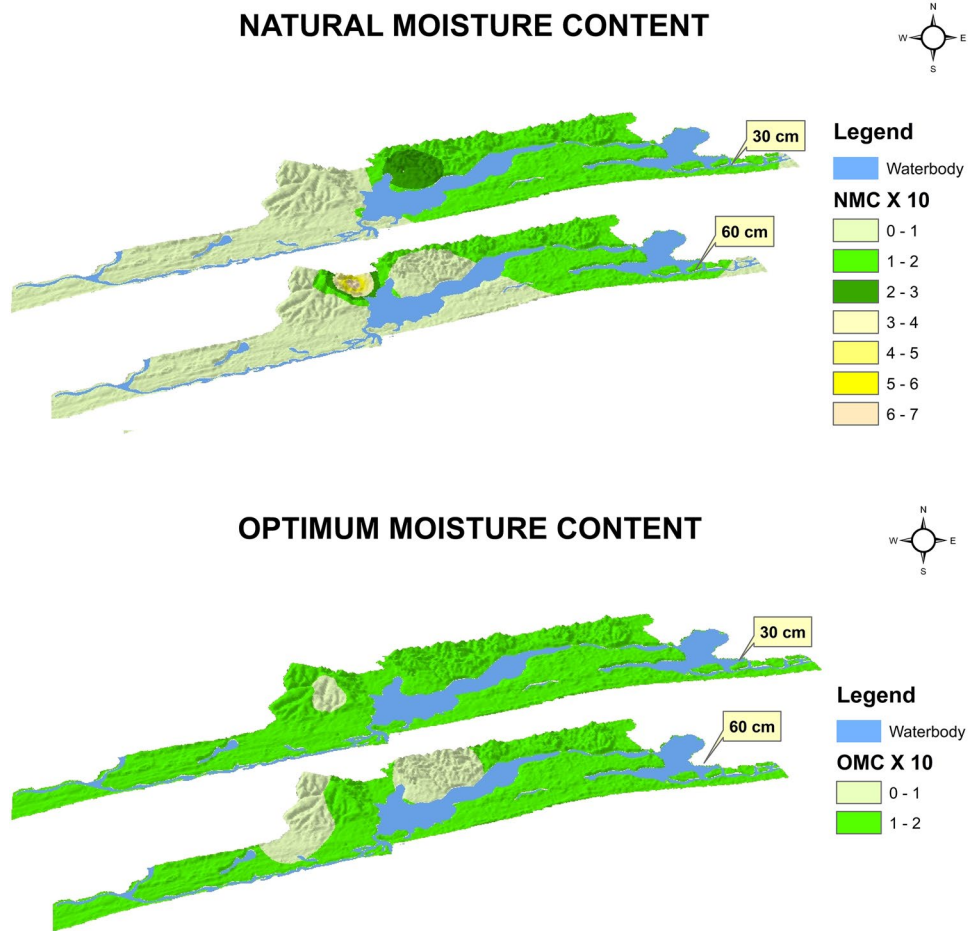 NATURAL MOISTURE CONTENT
N
W E
S
30 cm
60 cm
Legend
Waterbody
NMC X 10
0 - 1
1 - 2
2 - 3
3 - 4
4 - 5
5 - 6
6 - 7
OPTIMUM MOISTURE CONTENT
N
W E
S
30 cm
60 cm
Legend
Waterbody
OMC X 10
0 - 1
1 - 2